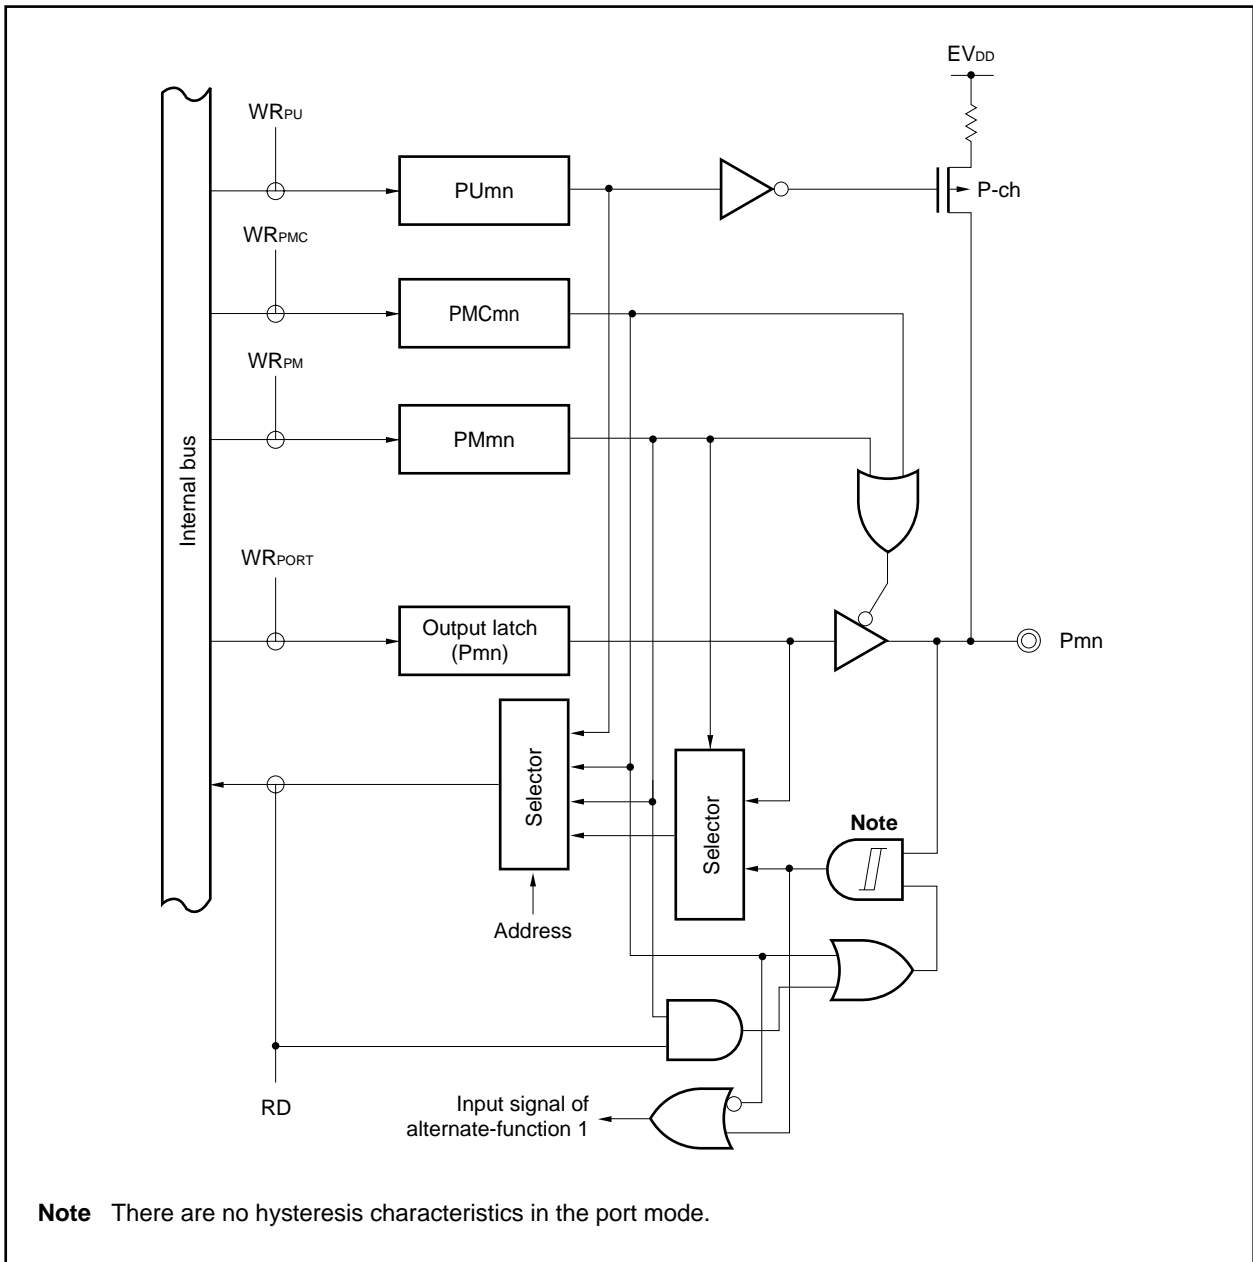 EVDD
WRPU
PUmn
P-ch
WRPMC
PMCmn
WRPM
PMmn
Internal bus
WRPORT
Output latch
(Pmn)
Pmn
Selector
Selector
Note
Address
RD
Input signal of
alternate-function 1
Note There are no hysteresis characteristics in the port mode.